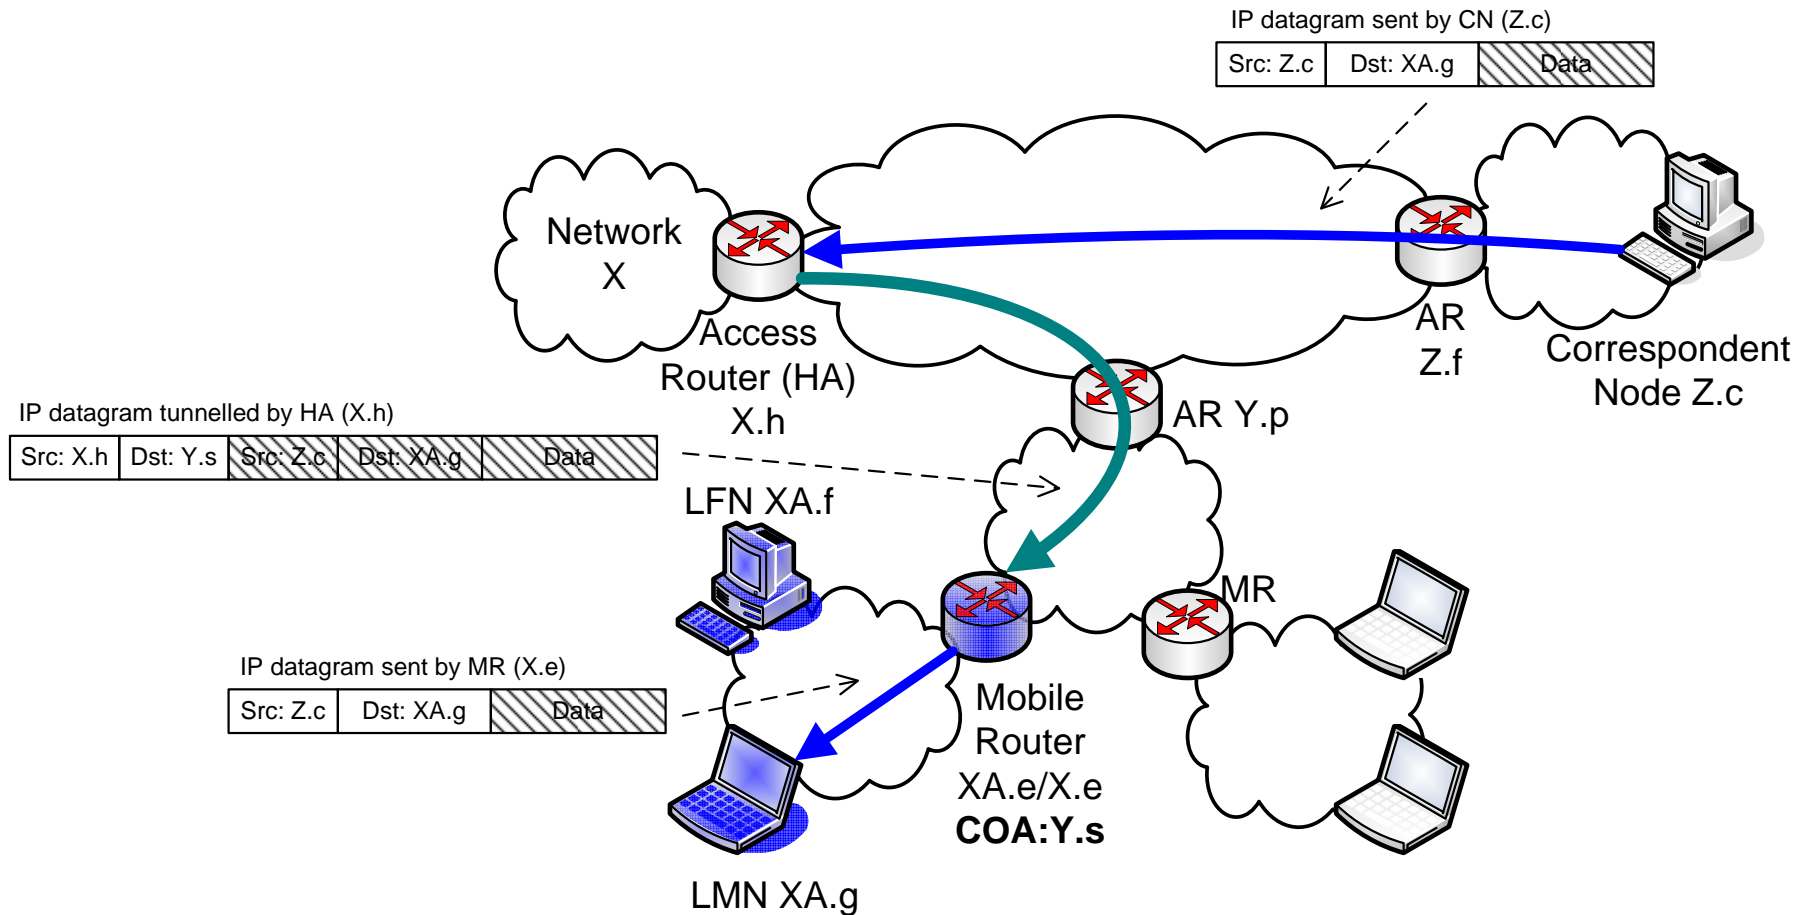 IP datagram sent by CN (Z.c)
Src: Z.c Dst: XA.g Data
Network
X
Access
Router (HA)
X.h
AR
Z.f
Correspondent
Node Z.c
AR Y.p
IP datagram tunnelled by HA (X.h)
Src: X.h Dst: Y.s Src: Z.c Dst: XA.g Data
LFN XA.f
MR
IP datagram sent by MR (X.e)
Src: Z.c Dst: XA.g Data
Mobile
Router
XA.e/X.e
COA:Y.s
LMN XA.g